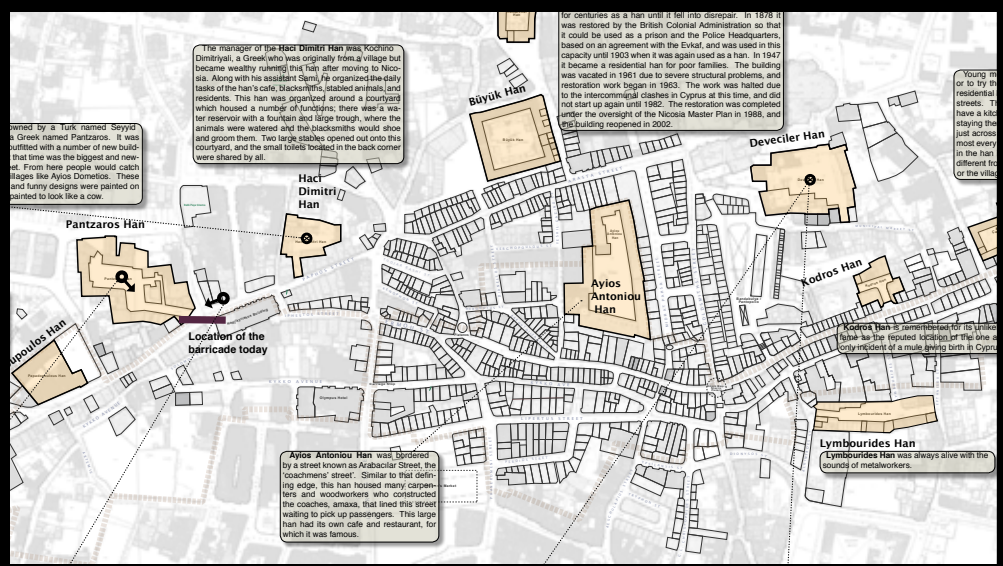 for centuries as a han until it fell into disrepair. In 1878 it
was restored by the British Colonial Administration so that
it could be used as a prison and the Police Headquarters,
based on an agreement with the Evkaf, and was used in this
capacity until 1903 when it was again used as a han. In 1947
it became a residential han for poor families. The building
was vacated in 1961 due to severe structural problems, and
restoration work began in 1963. The work was halted due
to the intercommunal clashes in Cyprus at this time, and did
not start up again until 1982. The restoration was completed
under the oversight of the Nicosia Master Plan in 1988, and
the building reopened in 2002.
The manager of the Haci Dimitri Han was Kochino
Dimitriyali, a Greek who was originally from a village but
became wealthy running this han after moving to Nico-
sia. Along with his assistant Sami, he organized the daily
tasks of the han's cafe, blacksmiths, stabled animals, and
residents. This han was organized around a courtyard
which housed a number of functions; there was a wa-
ter reservoir with a fountain and large trough, where the
animals were watered and the blacksmiths would shoe
and groom them. Two large stables opened out onto this
courtyard, and the small toilets located in the back corner
were shared by all.
Young m
or to try th
residential
streets. Th
have a kitc
staying the
just across
most every
in the han
different fro
or the villag
owned by a Turk named Seyyid
a Greek named Pantzaros. It was
outfitted with a number of new build-
that time was the biggest and new-
eet. From here people would catch
illages like Ayios Dometios. These
and funny designs were painted on
painted to look like a cow.
Büyük Han
Deveciler Han
Haci
Dimitri
Han
Pantzaros Han
Kodros Han
Ayios
Antoniou
Han
Location of the
barricade today
upoulos Han
Kodros Han is remembered for its unlike
fame as the reputed location of the one a
only incident of a mule giving birth in Cypru
Olympus Hotel
Lymbourides Han
Lymbourides Han
Lymbourides Han was always alive with the
sounds of metalworkers.
Ayios Antoniou Han was bordered
by a street known as Arabacılar Street, the
'coachmens' street'. Similar to that defin-
ing edge, this han housed many carpen-
ters and woodworkers who constructed
the coaches, amaxa, that lined this street
waiting to pick up passengers. This large
han had its own cafe and restaurant, for
which it was famous.